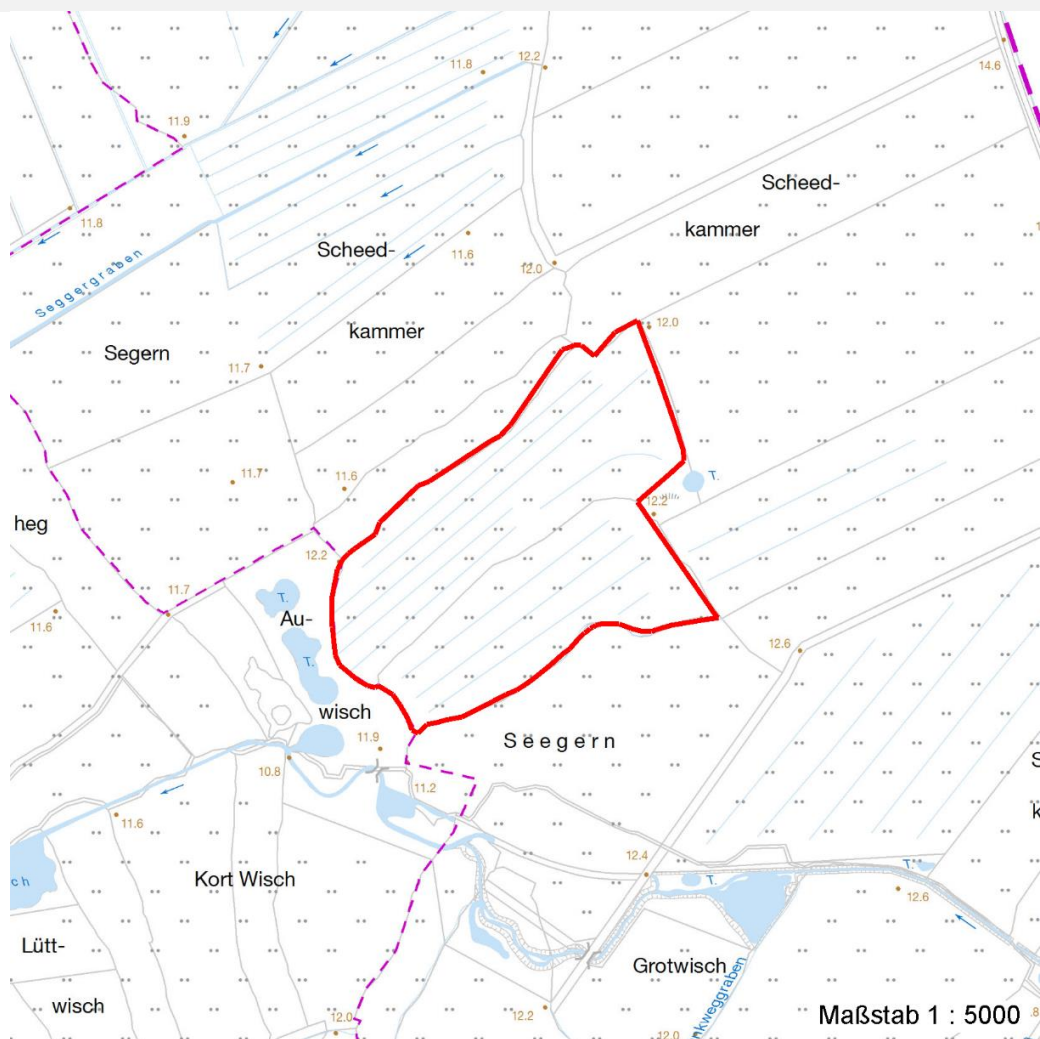 11.8
12.2
14.6
11.9
Scheed-
kammer
11.8
Scheed-
11.6
12.0
Seggergraben
kammer
12.0
Segern
11.7
11.7
11.6
T.
12.2
heg
12.2
11.7
T.
Au-
11.6
T.
12.6
wisch
11.9
Seegern
10.8
11.2
11.6
12.4
T.
T.
Kort Wisch
12.6
ch
Lütt-
Grotwisch
wisch
12.2
12.0
12.0
nkweggraben
Maßstab 1 : 5000